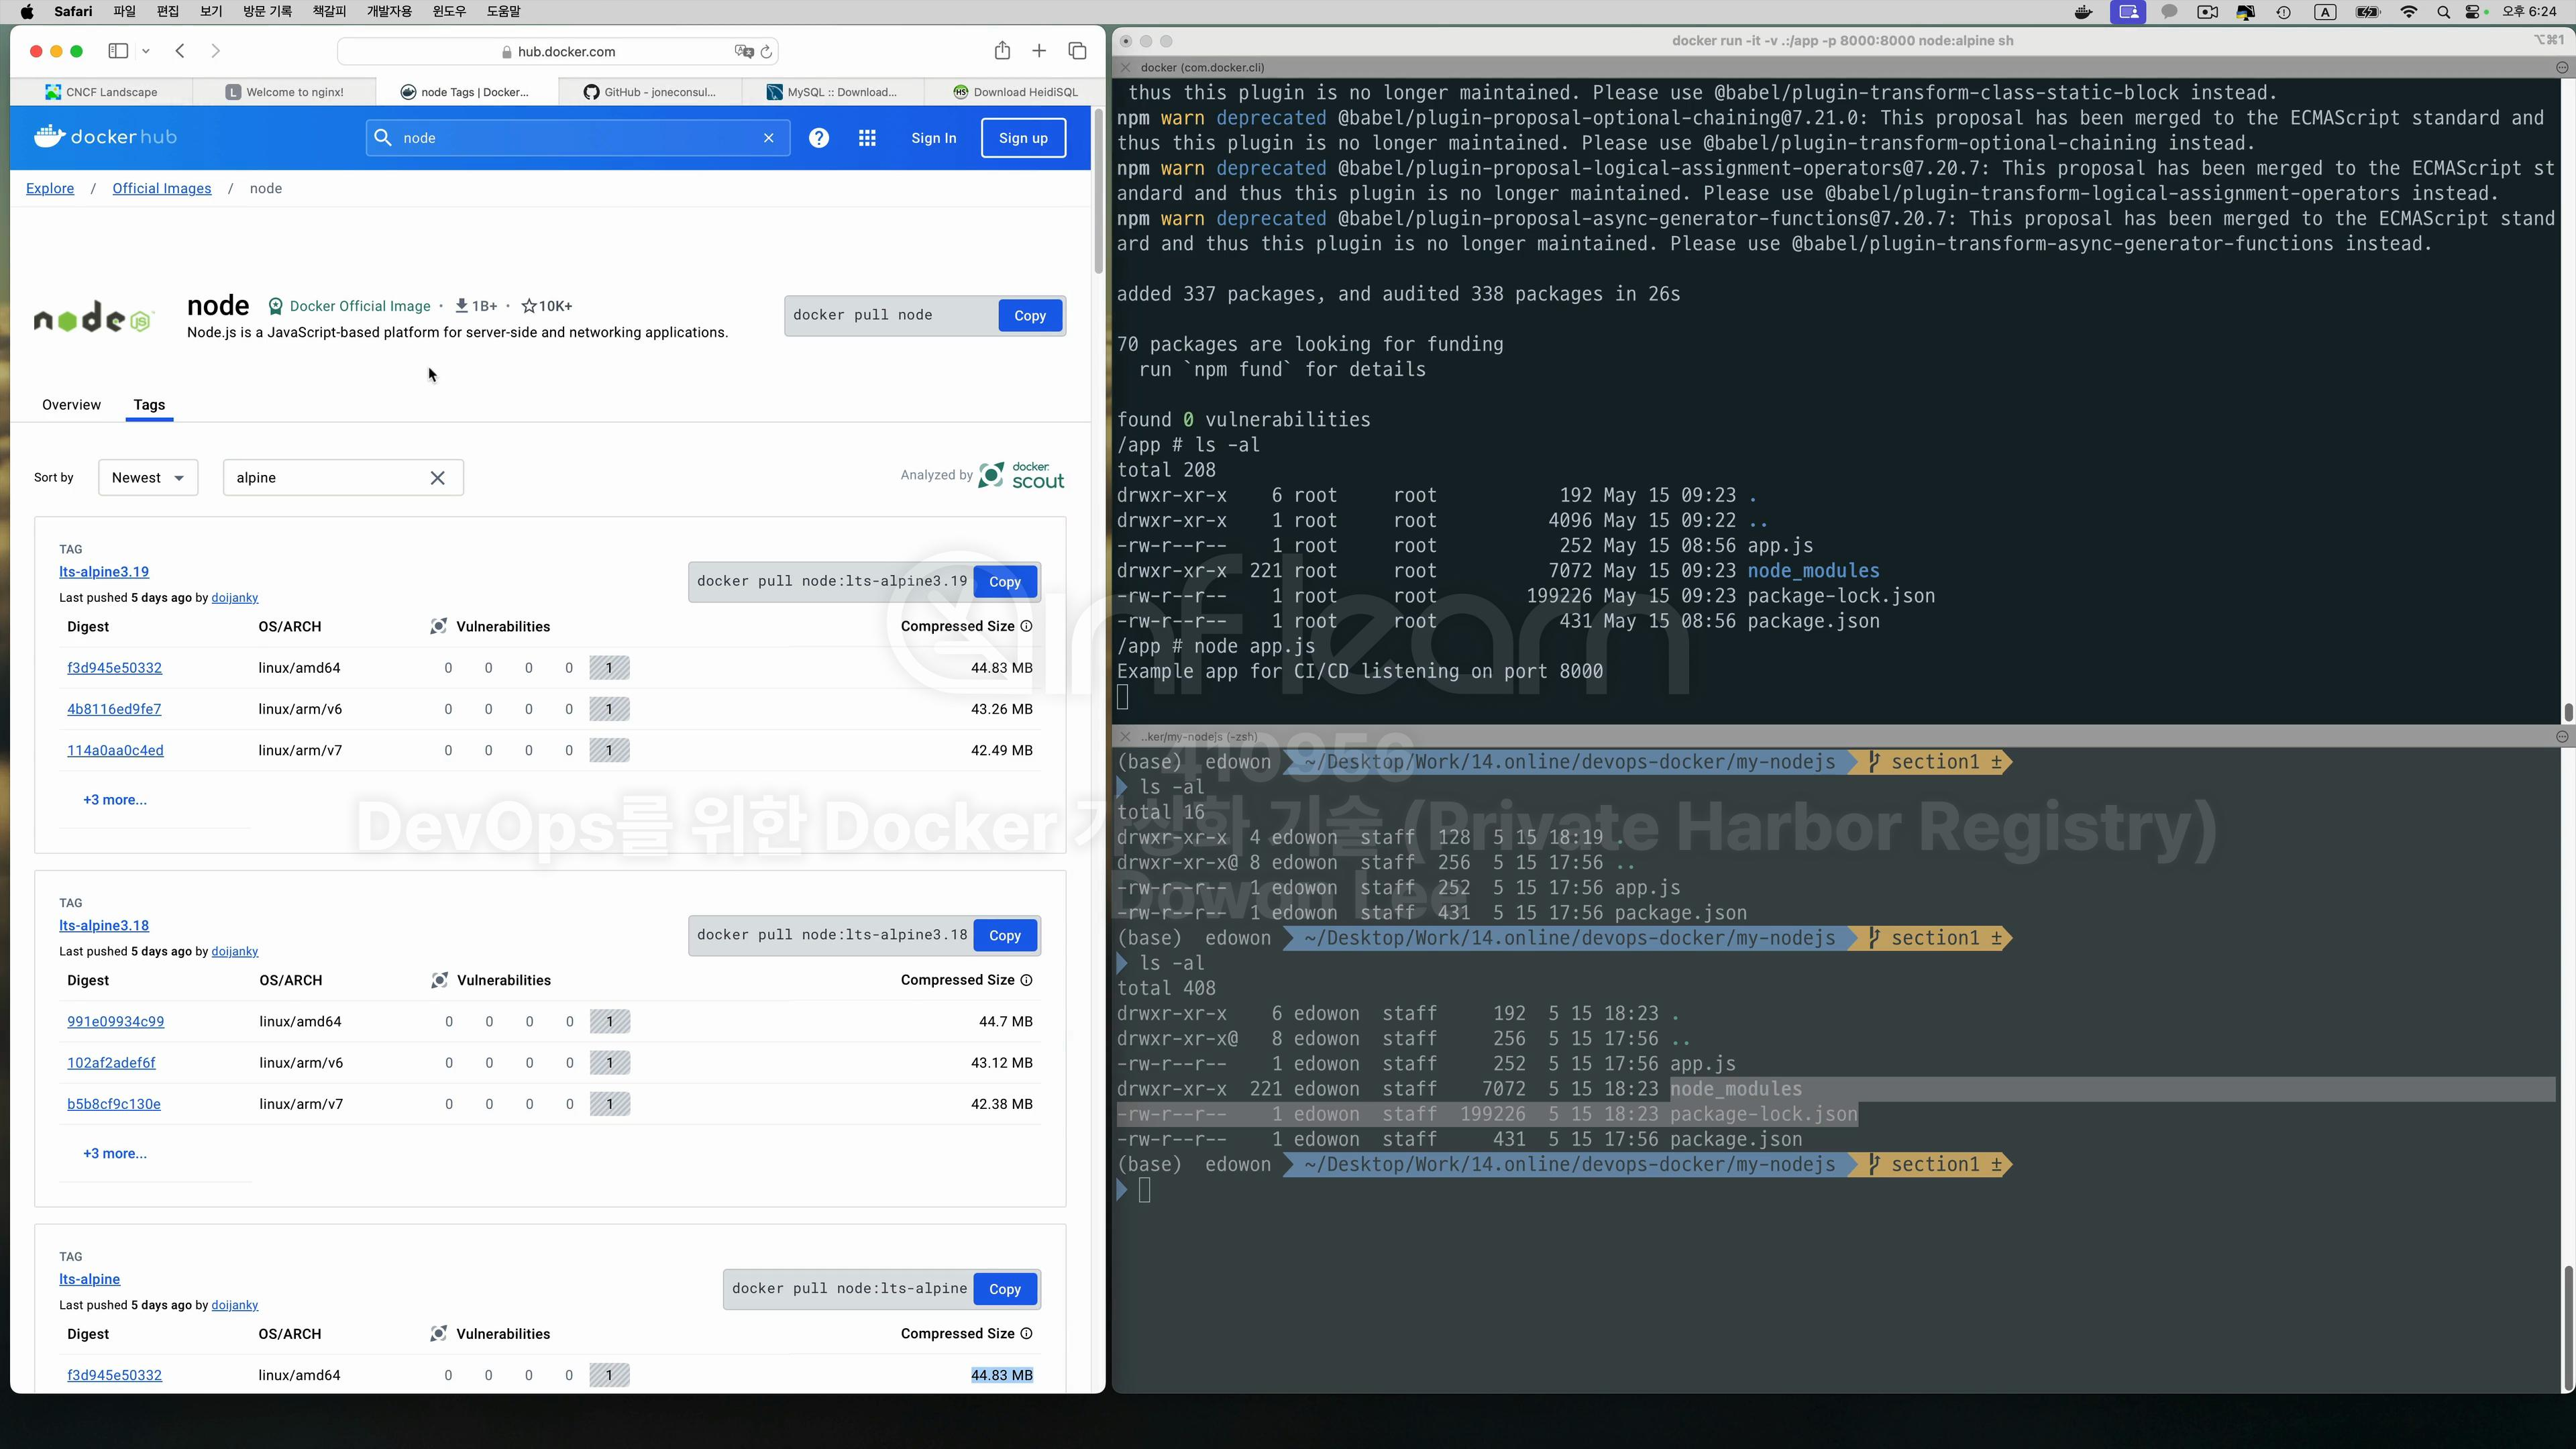 Safari 파일 편집 보기 방문 기록 책갈피 개발자용 윈도우 도움말
A 오후 6:24
hub.docker.com
CNCF Landscape
L Welcome to nginx!
node Tags | Docker...
GitHub - joneconsul...
MySQL :: Download...
HS Download HeidiSQL
dockerhub
node
Sign In
Sign up
Explore / Official Images / node
node
node Docker Official Image · 1B+ · 10K+
Node.js is a JavaScript-based platform for server-side and networking applications.
docker pull node
Copy
Overview
Tags
Sort by
Newest
alpine
Analyzed by docker scout
TAG
lts-alpine3.19
Last pushed 5 days ago by doijanky
docker pull node:lts-alpine3.19
Copy
Digest OS/ARCH Vulnerabilities Compressed Size
f3d945e50332 linux/amd64 0 0 0 0 1 44.83 MB
4b8116ed9fe7 linux/arm/v6 0 0 0 0 1 43.26 MB
114a0aa0c4ed linux/arm/v7 0 0 0 0 1 42.49 MB
+3 more...
TAG
lts-alpine3.18
Last pushed 5 days ago by doijanky
docker pull node:lts-alpine3.18
Copy
Digest OS/ARCH Vulnerabilities Compressed Size
991e09934c99 linux/amd64 0 0 0 0 1 44.7 MB
102af2adef6f linux/arm/v6 0 0 0 0 1 43.12 MB
b5b8cf9c130e linux/arm/v7 0 0 0 0 1 42.38 MB
+3 more...
TAG
lts-alpine
Last pushed 5 days ago by doijanky
docker pull node:lts-alpine
Copy
Digest OS/ARCH Vulnerabilities Compressed Size
f3d945e50332 linux/amd64 0 0 0 0 1 44.83 MB
docker run -it -v .:/app -p 8000:8000 node:alpine sh
⌥⌘1
docker (com.docker.cli)
thus this plugin is no longer maintained. Please use @babel/plugin-transform-class-static-block instead.
npm warn deprecated @babel/plugin-proposal-optional-chaining@7.21.0: This proposal has been merged to the ECMAScript standard and
thus this plugin is no longer maintained. Please use @babel/plugin-transform-optional-chaining instead.
npm warn deprecated @babel/plugin-proposal-logical-assignment-operators@7.20.7: This proposal has been merged to the ECMAScript st
andard and thus this plugin is no longer maintained. Please use @babel/plugin-transform-logical-assignment-operators instead.
npm warn deprecated @babel/plugin-proposal-async-generator-functions@7.20.7: This proposal has been merged to the ECMAScript stand
ard and thus this plugin is no longer maintained. Please use @babel/plugin-transform-async-generator-functions instead.
added 337 packages, and audited 338 packages in 26s
70 packages are looking for funding
run `npm fund` for details
found 0 vulnerabilities
/app # ls -al
total 208
drwxr-xr-x 6 root root 192 May 15 09:23 .
drwxr-xr-x 1 root root 4096 May 15 09:22 ..
-rw-r--r-- 1 root root 252 May 15 08:56 app.js
drwxr-xr-x 221 root root 7072 May 15 09:23 node_modules
-rw-r--r-- 1 root root 199226 May 15 09:23 package-lock.json
-rw-r--r-- 1 root root 431 May 15 08:56 package.json
/app # node app.js
Example app for CI/CD listening on port 8000
..ker/my-nodejs (-zsh)
(base) edowon ~/Desktop/Work/14.online/devops-docker/my-nodejs section1 ±
ls -al
total 16
drwxr-xr-x 4 edowon staff 128 5 15 18:19 .
drwxr-xr-x@ 8 edowon staff 256 5 15 17:56 ..
-rw-r--r-- 1 edowon staff 252 5 15 17:56 app.js
-rw-r--r-- 1 edowon staff 431 5 15 17:56 package.json
(base) edowon ~/Desktop/Work/14.online/devops-docker/my-nodejs section1 ±
ls -al
total 408
drwxr-xr-x 6 edowon staff 192 5 15 18:23 .
drwxr-xr-x@ 8 edowon staff 256 5 15 17:56 ..
-rw-r--r-- 1 edowon staff 252 5 15 17:56 app.js
drwxr-xr-x 221 edowon staff 7072 5 15 18:23 node_modules
-rw-r--r-- 1 edowon staff 199226 5 15 18:23 package-lock.json
-rw-r--r-- 1 edowon staff 431 5 15 17:56 package.json
(base) edowon ~/Desktop/Work/14.online/devops-docker/my-nodejs section1 ±
inflearn
410956
DevOps를 위한 Docker 기술 (Private Harbor Registry)
Dowon Lee